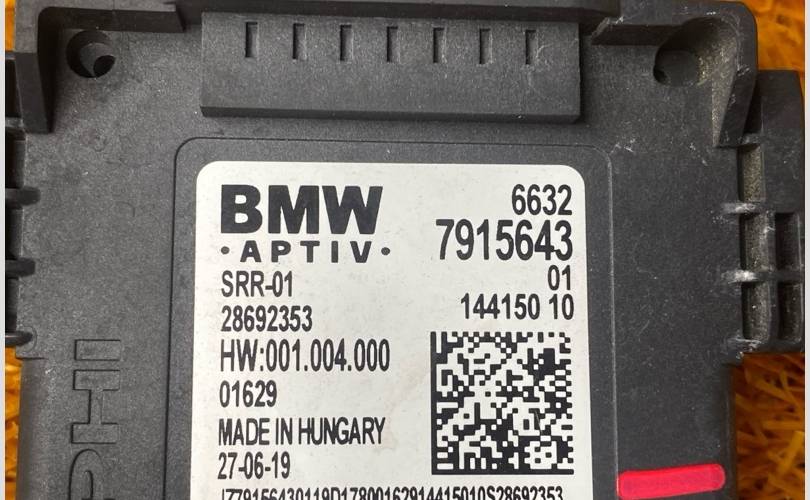 BMW
·APTIV·
SRR-01
28692353
HW:001.004.000
01629
MADE IN HUNGARY
27-06-19
6632
7915643
01
144150 10